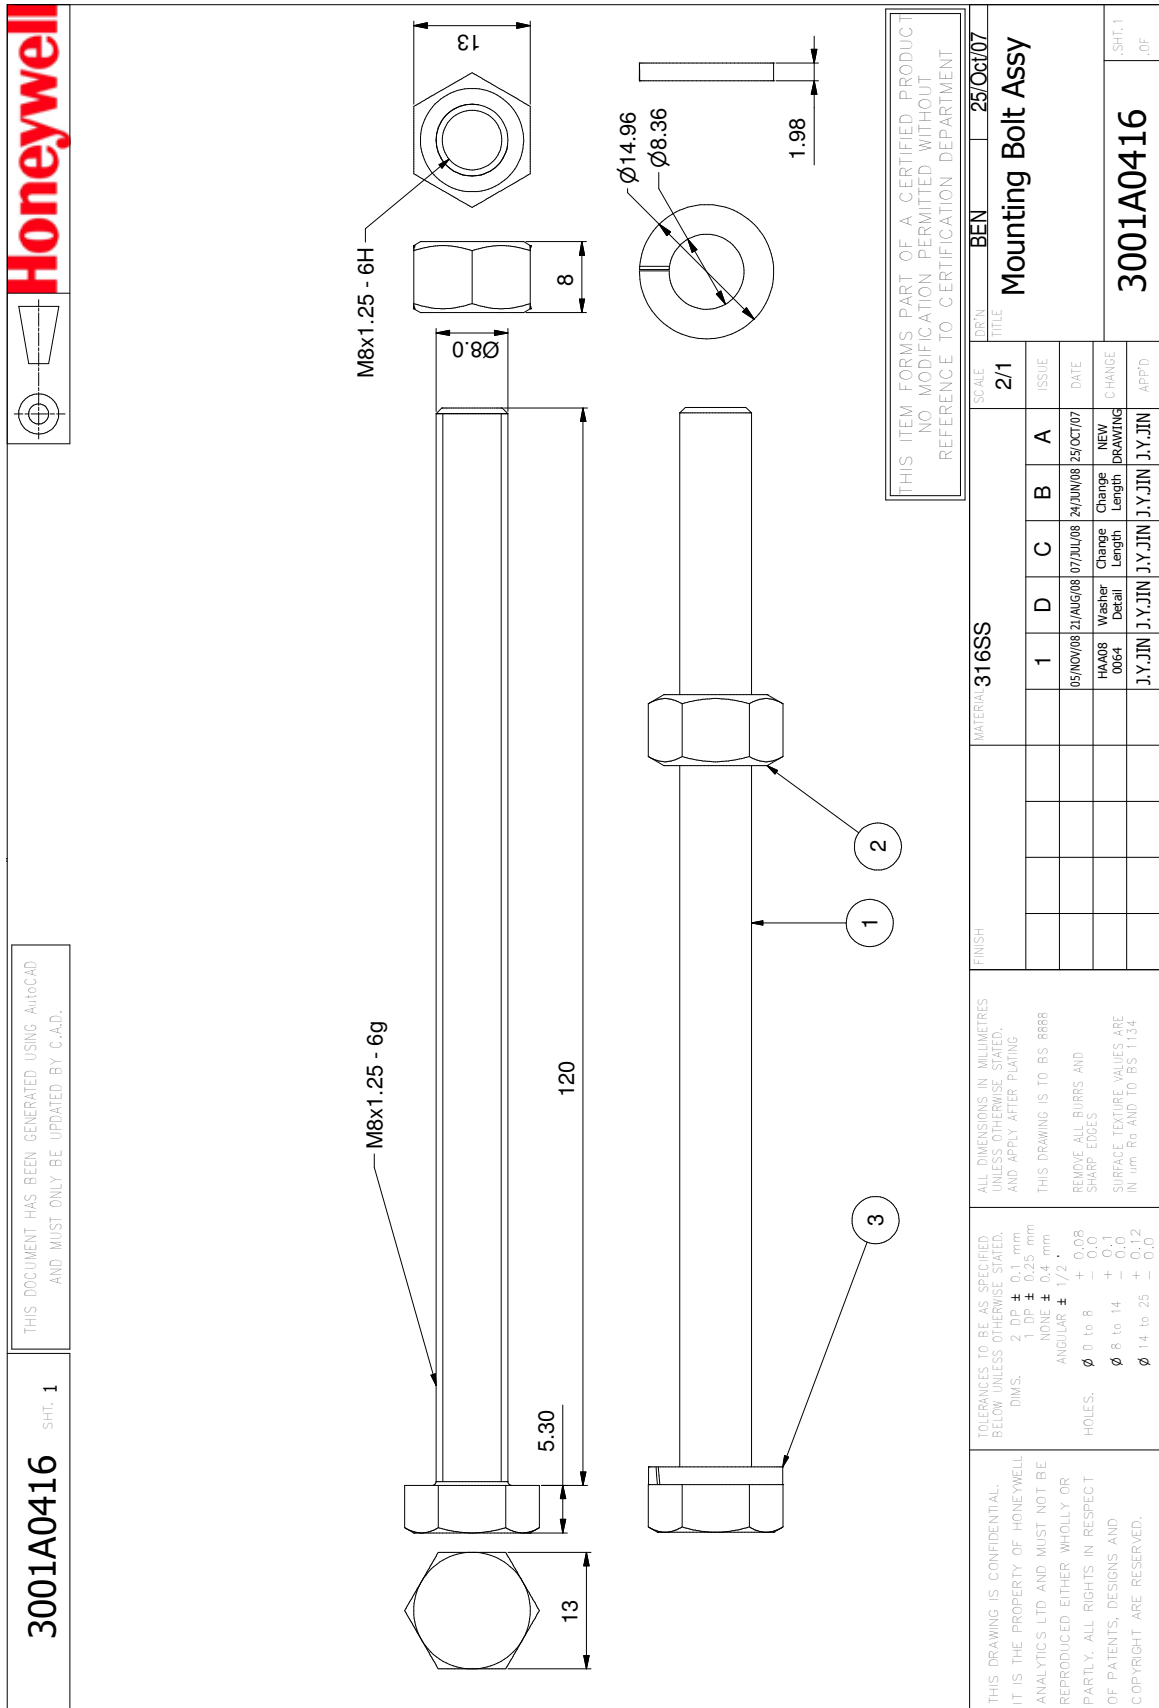 3001A0416 SHT. 1
THIS DOCUMENT HAS BEEN GENERATED USING AutoCAD
AND MUST ONLY BE UPDATED BY C.A.D.
Honeywell
13
M8x1.25 - 6g
5.30
120
Ø8.0
M8x1.25 - 6H
8
13
3
1
2
Ø14.96
Ø8.36
1.98
THIS ITEM FORMS PART OF A CERTIFIED PRODUCT
NO MODIFICATION PERMITTED WITHOUT
REFERENCE TO CERTIFICATION DEPARTMENT
THIS DRAWING IS CONFIDENTIAL.
IT IS THE PROPERTY OF HONEYWELL
ANALYTICS LTD AND MUST NOT BE
REPRODUCED EITHER WHOLLY OR
PARTLY. ALL RIGHTS IN RESPECT
OF PATENTS, DESIGNS AND
COPYRIGHT ARE RESERVED.
TOLERANCES TO BE AS SPECIFIED
BELOW UNLESS OTHERWISE STATED.
DIMS. 2 DP ± 0.1 mm
1 DP ± 0.25 mm
NONE ± 0.4 mm
ANGULAR ± 1/2 °
HOLES. Ø 0 to 8 + 0.08 - 0.0
Ø 8 to 14 + 0.1 - 0.0
Ø 14 to 25 + 0.12 - 0.0
ALL DIMENSIONS IN MILLIMETRES
UNLESS OTHERWISE STATED,
AND APPLY AFTER PLATING
THIS DRAWING IS TO BS 8888
REMOVE ALL BURRS AND
SHARP EDGES
SURFACE TEXTURE VALUES ARE
IN um Ra AND TO BS 1134
FINISH
MATERIAL 316SS
SCALE 2/1
1 D C B A ISSUE
05/NOV/08 21/AUG/08 07/JUL/08 24/JUN/08 25/OCT/07 DATE
HAA08 0064 Washer Detail Change Length Change Length NEW DRAWING CHANGE
J.Y.JIN J.Y.JIN J.Y.JIN J.Y.JIN J.Y.JIN APP'D
DR'N BEN 25/Oct/07
TITLE
Mounting Bolt Assy
3001A0416
SHT. 1
OF